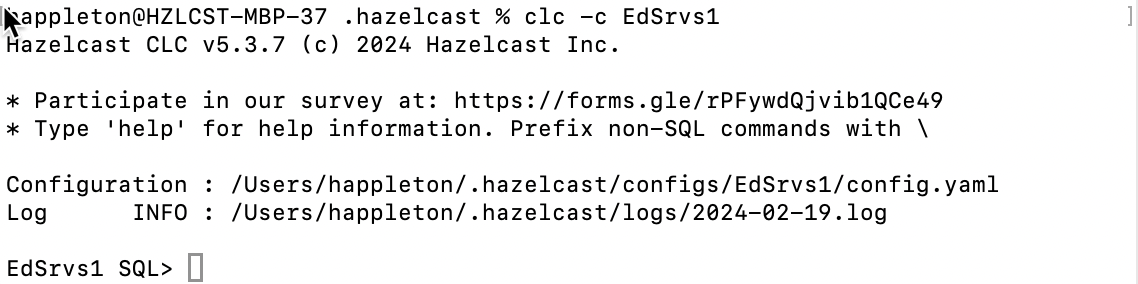 happleton@HZLCST-MBP-37 .hazelcast % clc -c EdSrvs1
Hazelcast CLC v5.3.7 (c) 2024 Hazelcast Inc.
* Participate in our survey at: https://forms.gle/rPFywdQjvib1QCe49
* Type 'help' for help information. Prefix non-SQL commands with \
Configuration : /Users/happleton/.hazelcast/configs/EdSrvs1/config.yaml
Log      INFO : /Users/happleton/.hazelcast/logs/2024-02-19.log
EdSrvs1 SQL>